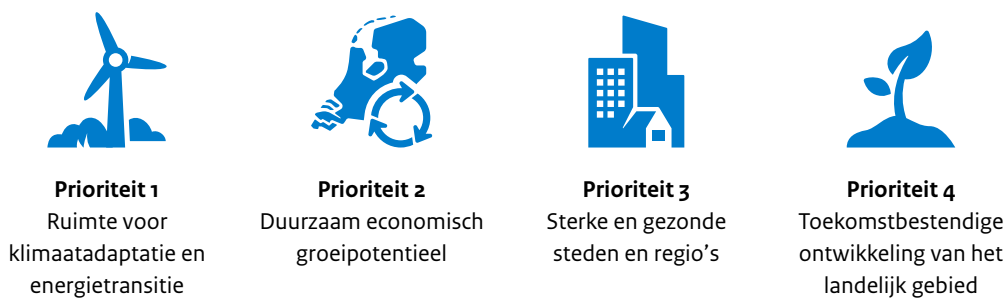 Prioriteit 1
Ruimte voor
klimaatadaptatie en
energietransitie
Prioriteit 2
Duurzaam economisch
groeipotentieel
Prioriteit 3
Sterke en gezonde
steden en regio’s
Prioriteit 4
Toekomstbestendige
ontwikkeling van het
landelijk gebied